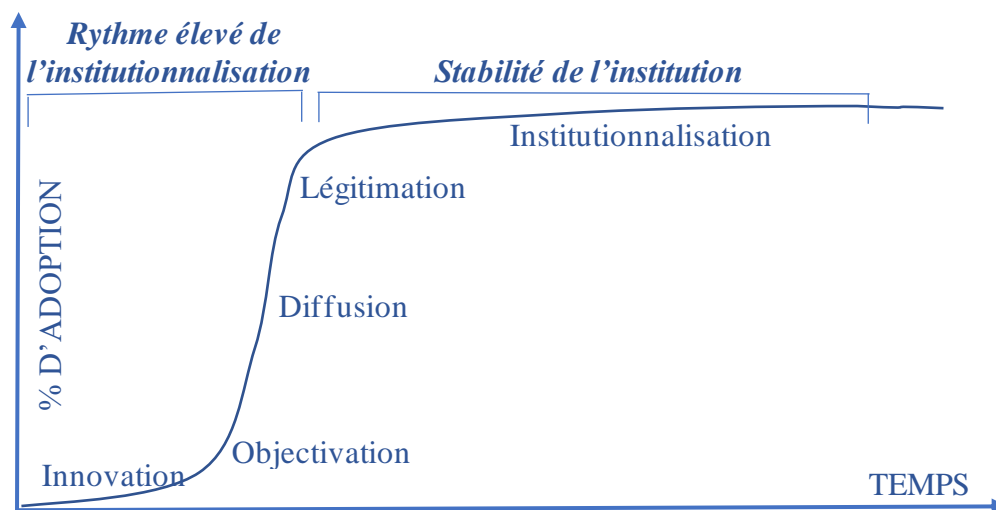 Rythme élevé de
l’institutionnalisation
Stabilité de l’institution
Institutionnalisation
Légitimation
% D’ADOPTION
Diffusion
Objectivation
Innovation
TEMPS